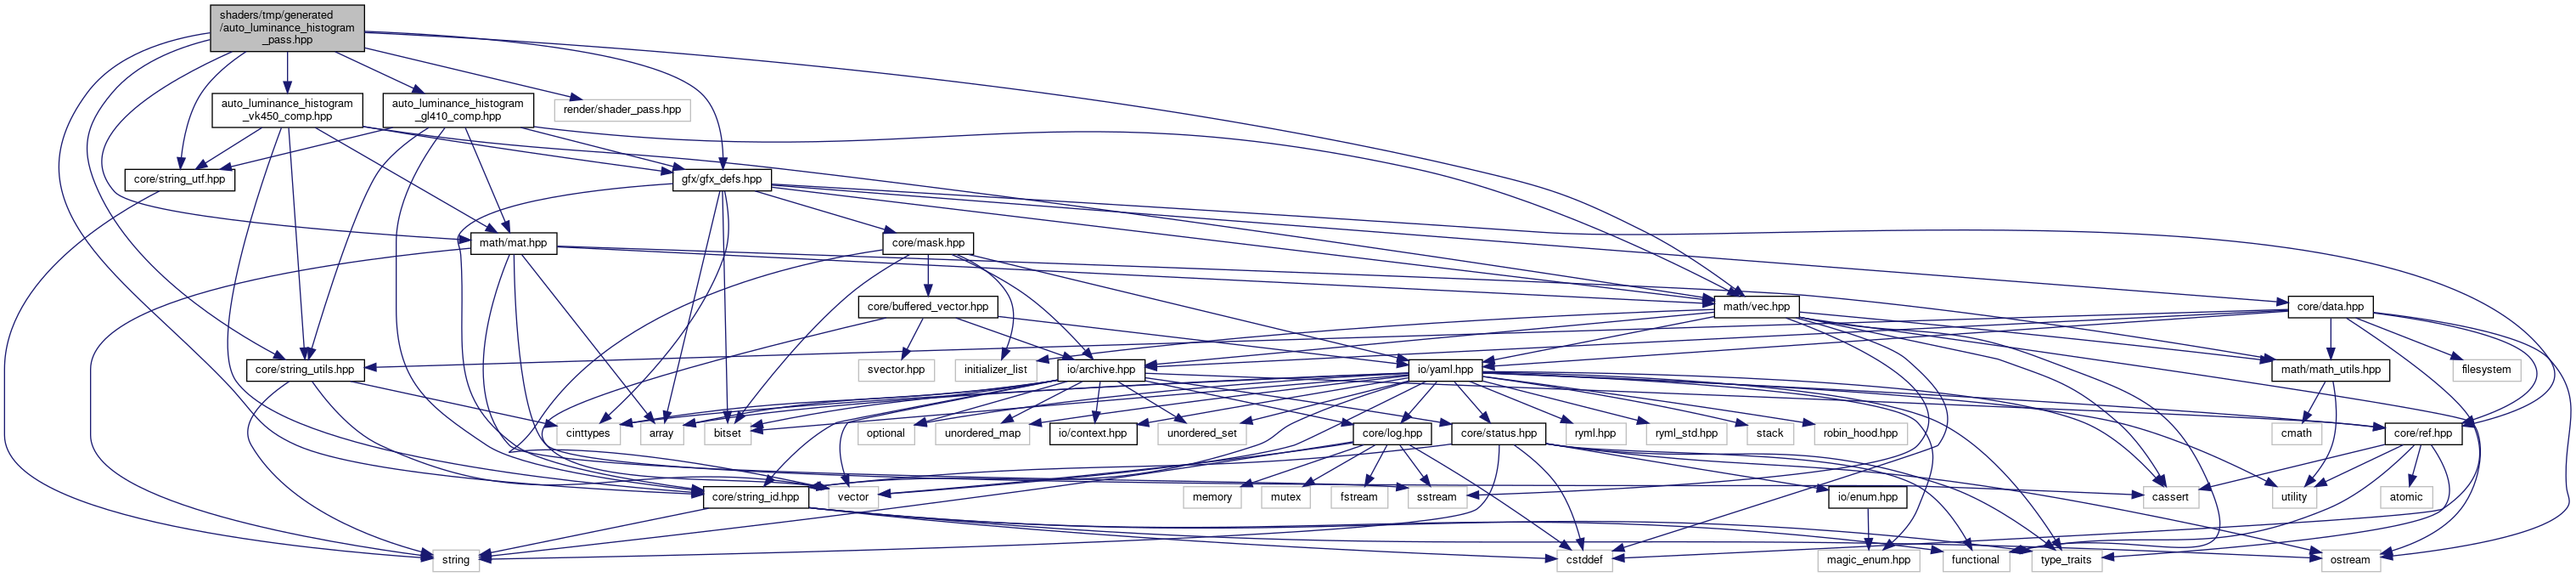 shaders/tmp/generated
/auto_luminance_histogram
_pass.hpp
auto_luminance_histogram
_vk450_comp.hpp
auto_luminance_histogram
_gl410_comp.hpp
render/shader_pass.hpp
core/string_utf.hpp
gfx/gfx_defs.hpp
math/mat.hpp
core/mask.hpp
core/buffered_vector.hpp
math/vec.hpp
core/data.hpp
core/string_utils.hpp
svector.hpp
initializer_list
io/archive.hpp
io/yaml.hpp
math/math_utils.hpp
filesystem
cinttypes
array
bitset
optional
unordered_map
io/context.hpp
unordered_set
core/log.hpp
core/status.hpp
ryml.hpp
ryml_std.hpp
stack
robin_hood.hpp
cmath
core/ref.hpp
core/string_id.hpp
vector
sstream
memory
mutex
fstream
io/enum.hpp
cassert
utility
atomic
string
cstddef
magic_enum.hpp
functional
type_traits
ostream